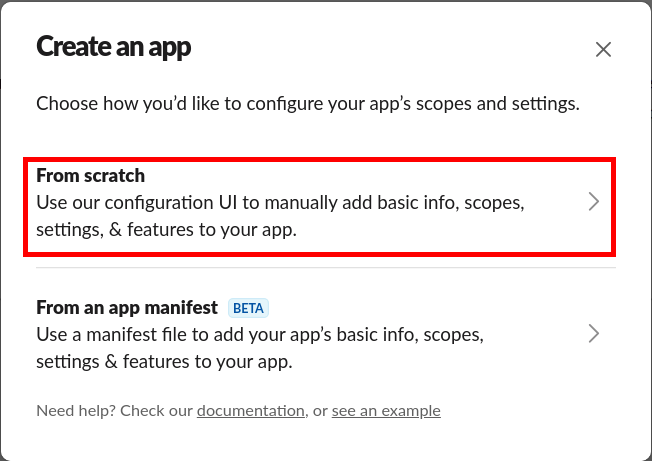 Create an app
Choose how you’d like to configure your app’s scopes and settings.
From scratch
Use our configuration UI to manually add basic info, scopes,
settings, & features to your app.
From an app manifest BETA
Use a manifest file to add your app’s basic info, scopes,
settings & features to your app.
Need help? Check our documentation, or see an example